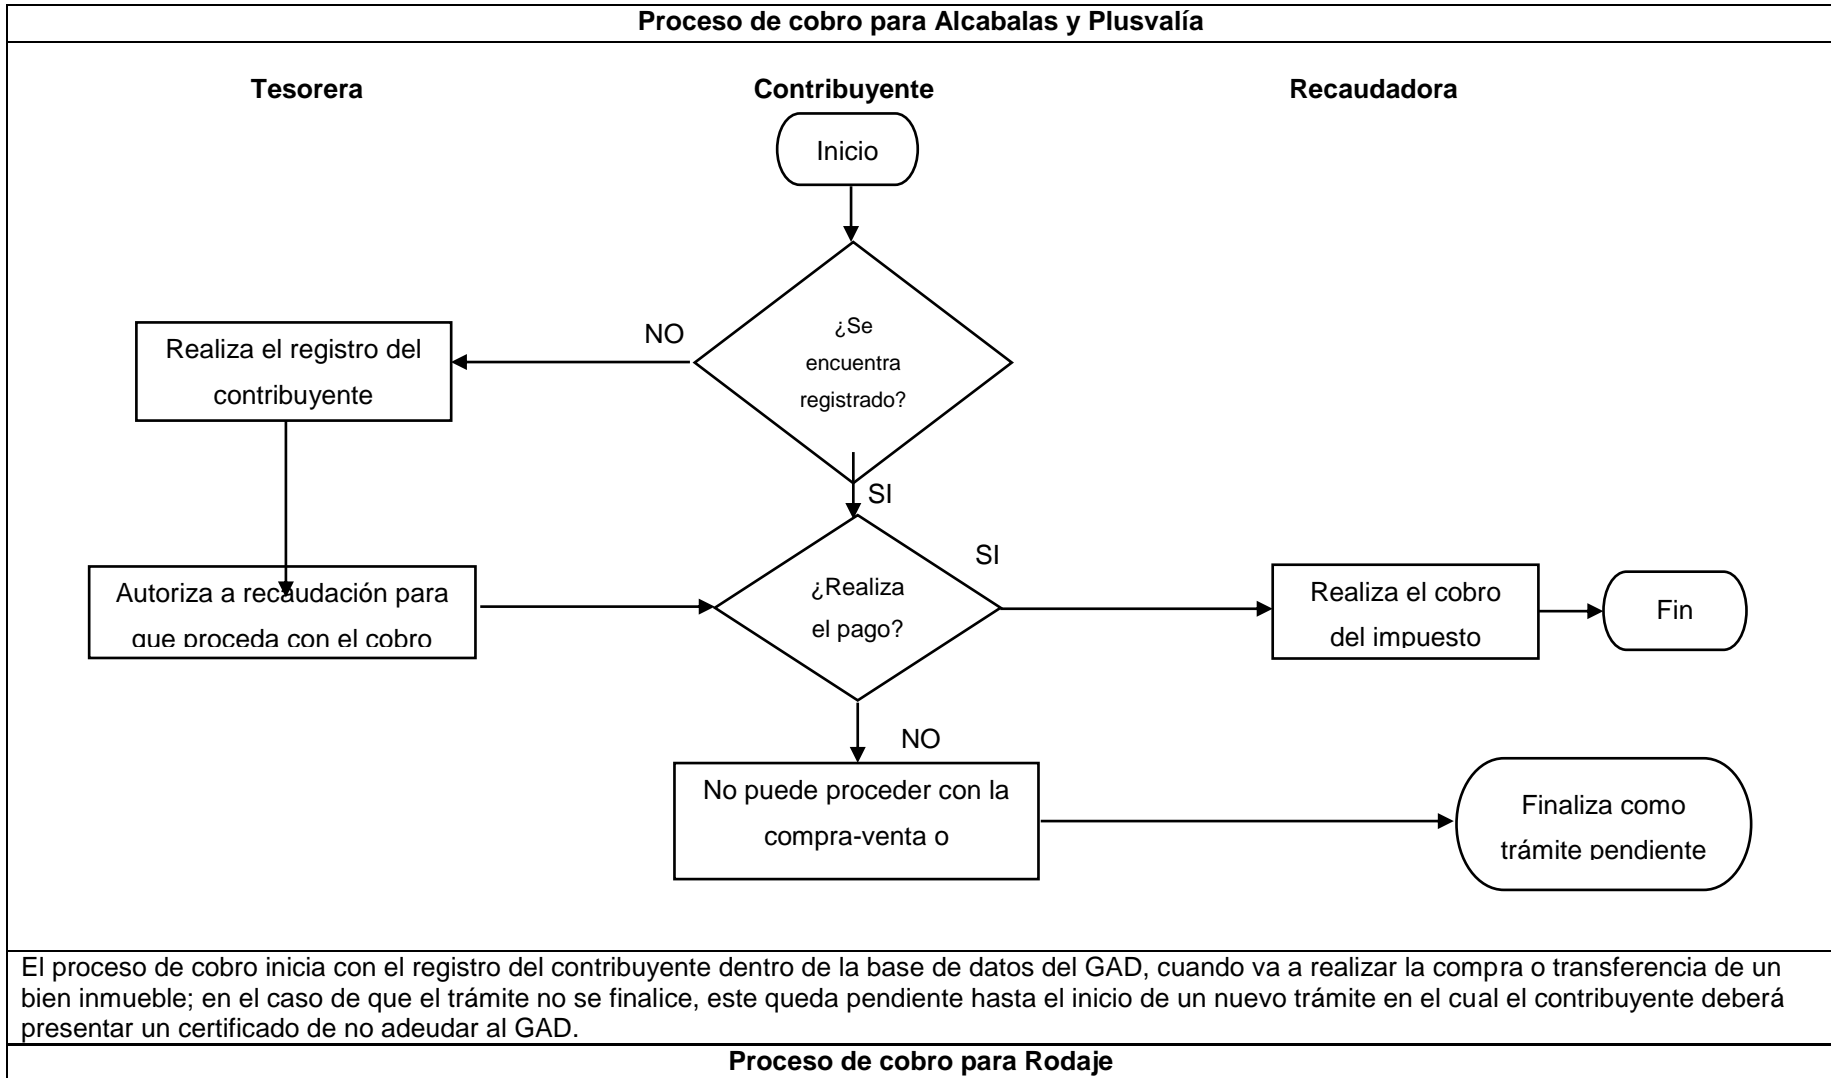 Proceso de cobro para Alcabalas y Plusvalía
Tesorera
Contribuyente
Recaudadora
Inicio
¿Se
encuentra
registrado?
NO
Realiza el registro del
contribuyente
SI
Autoriza a recaudación para
que proceda con el cobro
¿Realiza
el pago?
SI
Realiza el cobro
del impuesto
Fin
NO
No puede proceder con la
compra-venta o
Finaliza como
trámite pendiente
El proceso de cobro inicia con el registro del contribuyente dentro de la base de datos del GAD, cuando va a realizar la compra o transferencia de un
bien inmueble; en el caso de que el trámite no se finalice, este queda pendiente hasta el inicio de un nuevo trámite en el cual el contribuyente deberá
presentar un certificado de no adeudar al GAD.
Proceso de cobro para Rodaje